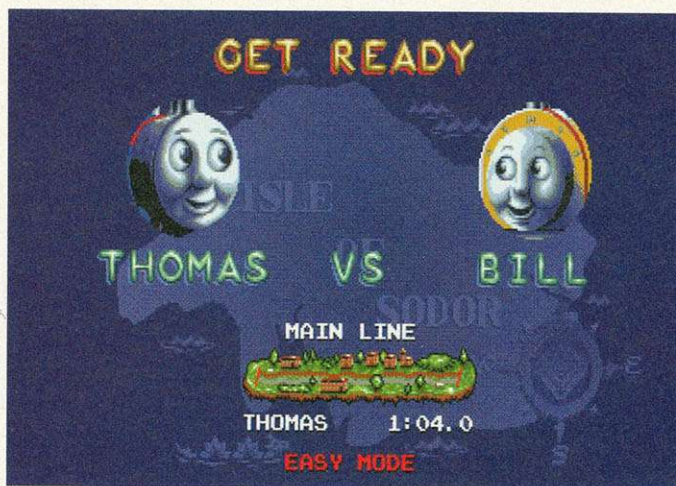 GET READY
ISLE
OF
THOMAS VS BILL
SODOR
MAIN LINE
THOMAS 1:04.0
EASY MODE
E